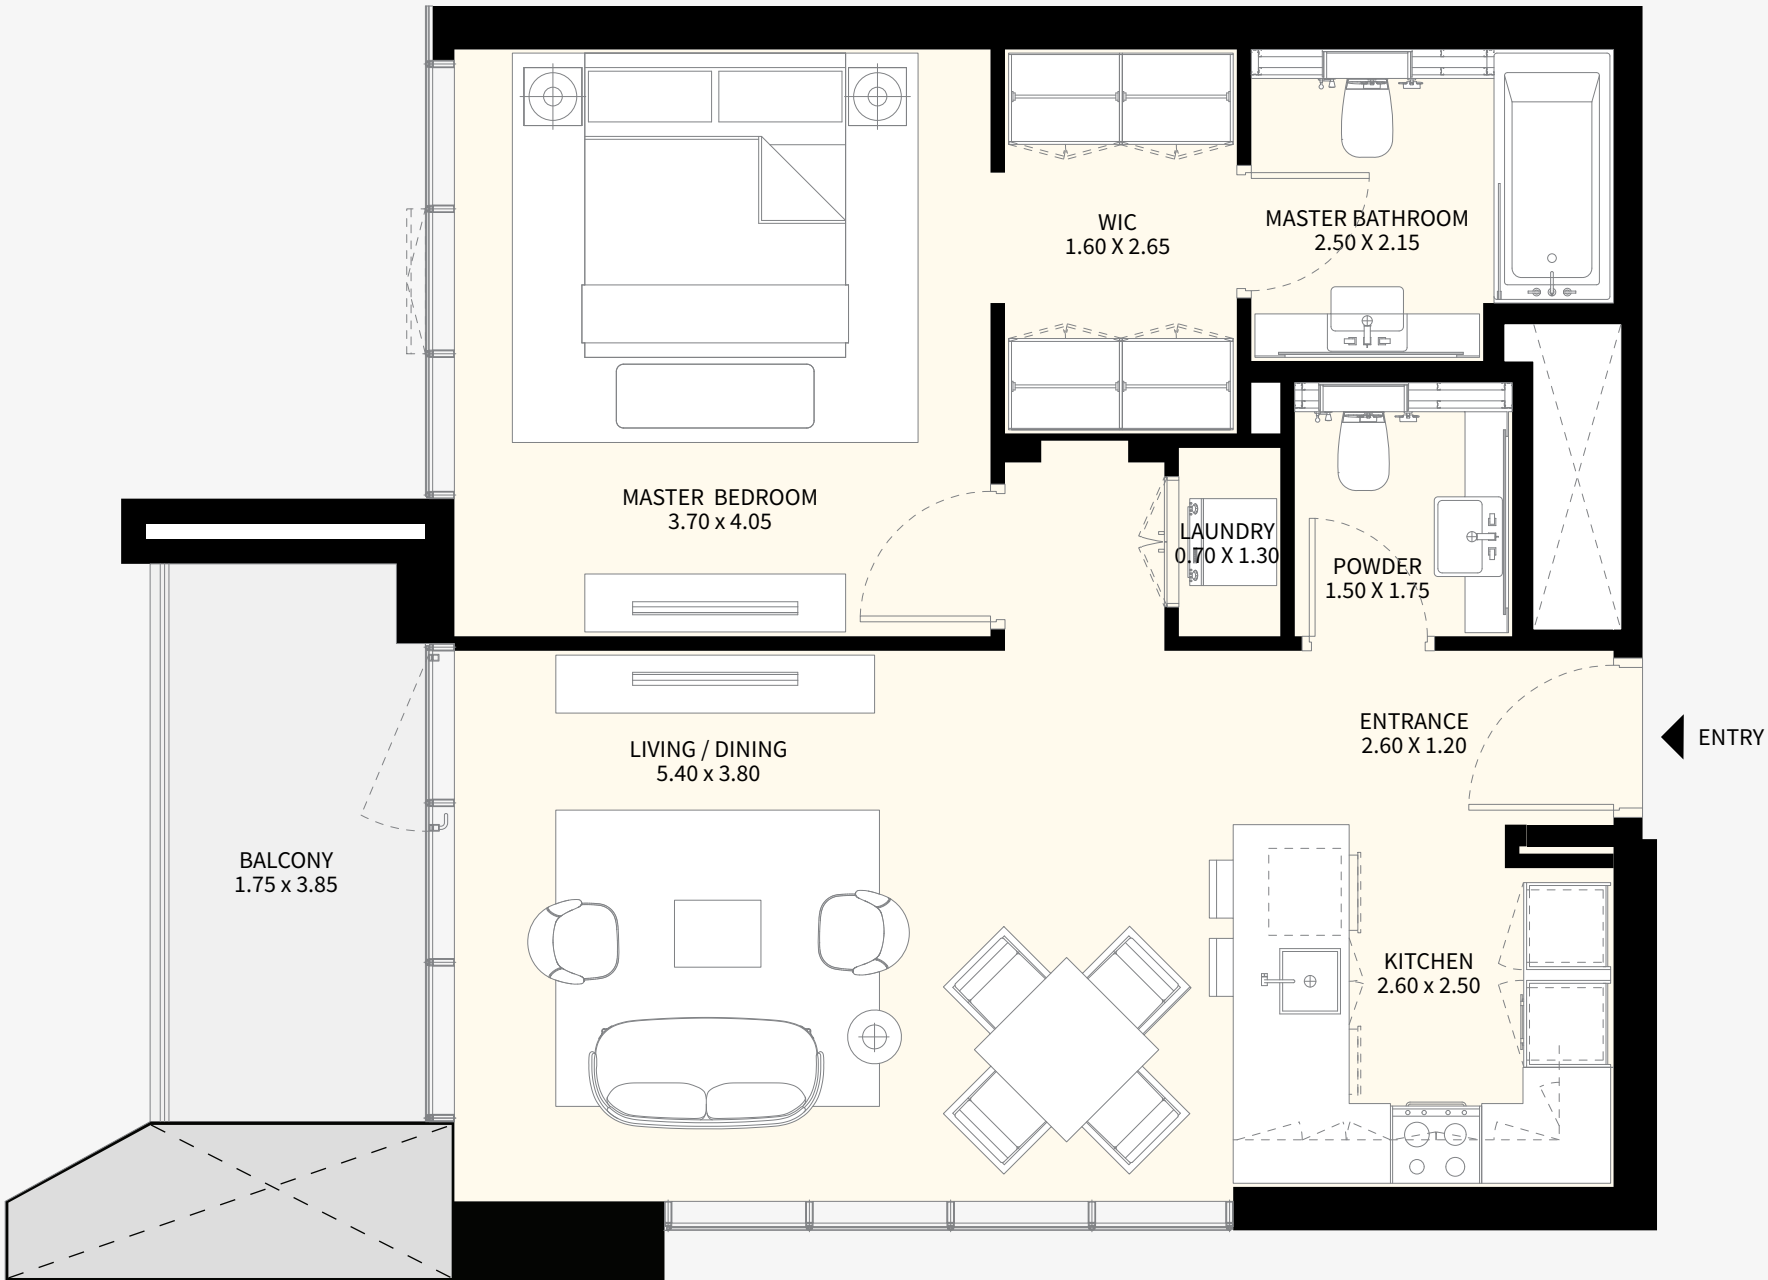 WIC
1.60 X 2.65
MASTER BATHROOM
2.50 X 2.15
MASTER BEDROOM
3.70 x 4.05
LAUNDRY
0.70 X 1.30
POWDER
1.50 X 1.75
ENTRANCE
2.60 X 1.20
ENTRY
LIVING / DINING
5.40 x 3.80
BALCONY
1.75 x 3.85
KITCHEN
2.60 x 2.50